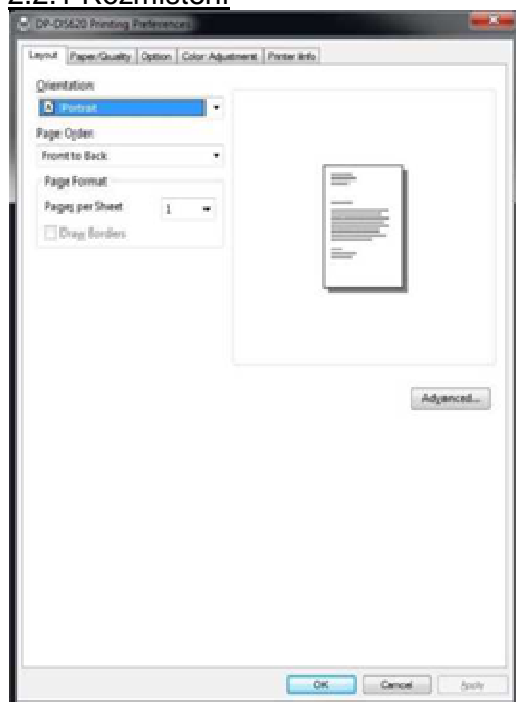 2.2.1 Rozmístění
DP-DS620 Printing Preferences
Layout Paper/Quality Option Color Adjustment Printer Info
Orientation:
Portrait
Page Order:
Front to Back
Page Format
Pages per Sheet 1
Draw Borders
Advanced...
OK Cancel Apply